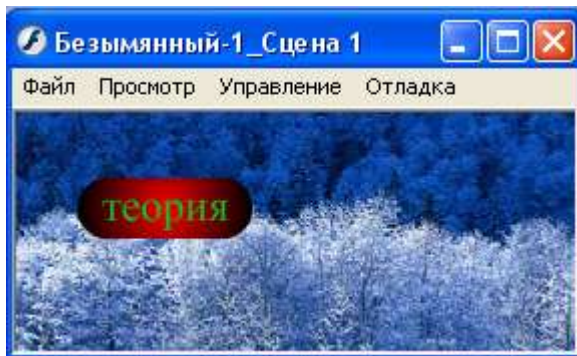 Безымянный-1_Сцена 1
Файл Просмотр Управление Отладка
теория